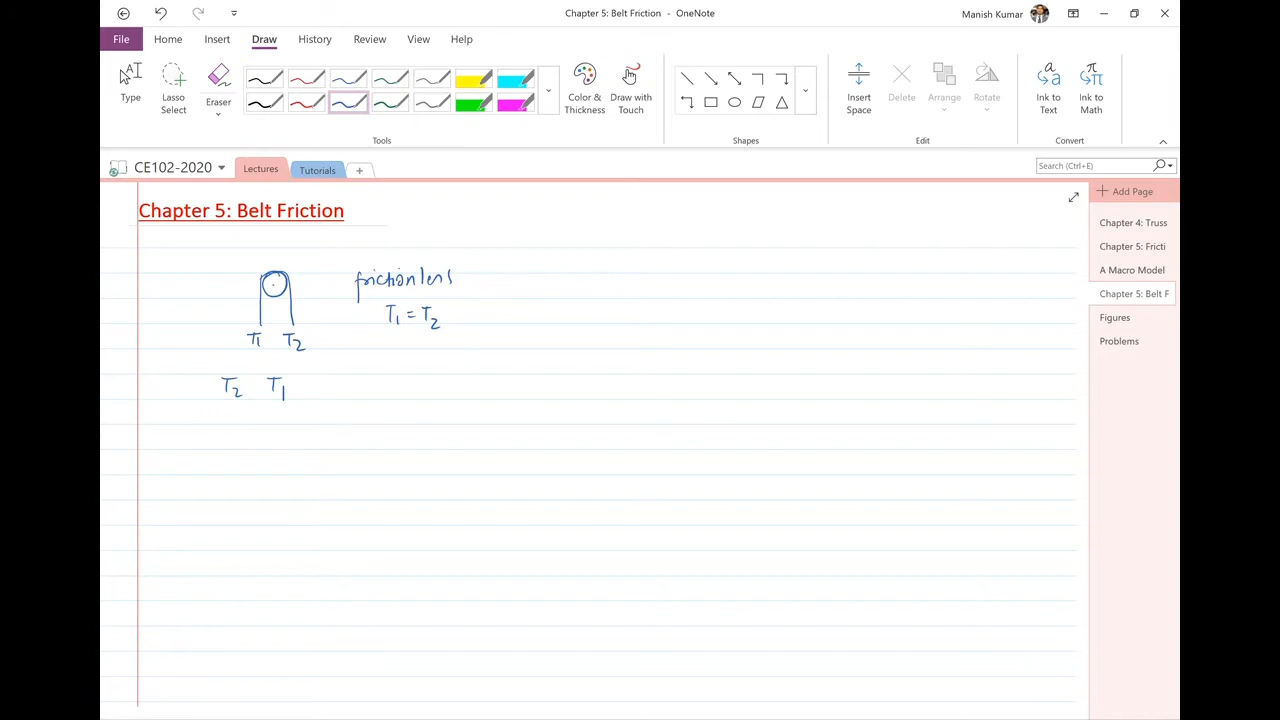 Chapter 5: Belt Friction - OneNote
Manish Kumar
File Home Insert Draw History Review View Help
Type
Lasso Select
Eraser
Color & Thickness
Draw with Touch
Insert Space
Delete
Arrange
Rotate
Ink to Text
Ink to Math
Tools
Shapes
Edit
Convert
CE102-2020
Lectures
Tutorials
+
Search (Ctrl+E)
Add Page
Chapter 4: Truss
Chapter 5: Fricti
A Macro Model
Chapter 5: Belt F
Figures
Problems
Chapter 5: Belt Friction
frictionless
T1 = T2
T1 T2
T2 T1